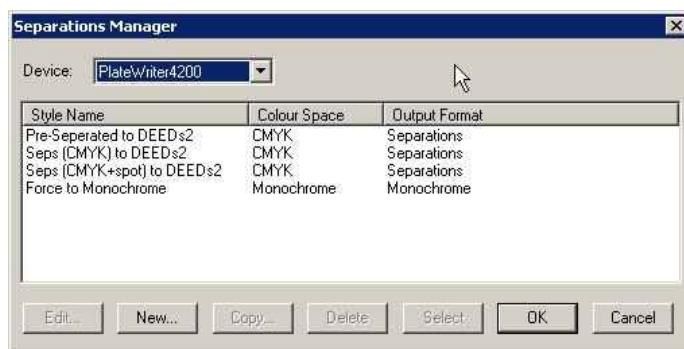 Separations Manager
Device: PlateWriter4200
Style Name Colour Space Output Format
Pre-Seperated to DEEDs2 CMYK Separations
Seps (CMYK) to DEEDs2 CMYK Separations
Seps (CMYK+spot) to DEEDs2 CMYK Separations
Force to Monochrome Monochrome Monochrome
Edit... New... Copy... Delete Select OK Cancel